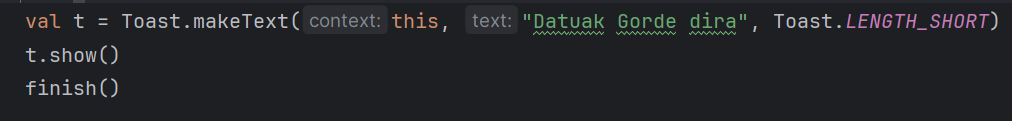 val t = Toast.makeText( context: this, text: "Datuak Gorde dira", Toast.LENGTH_SHORT)
t.show()
finish()